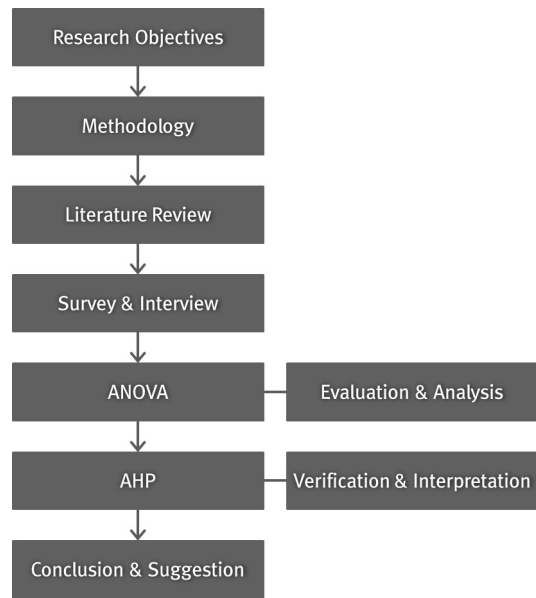 Research Objectives
Methodology
Literature Review
Survey & Interview
ANOVA
Evaluation & Analysis
AHP
Verification & Interpretation
Conclusion & Suggestion